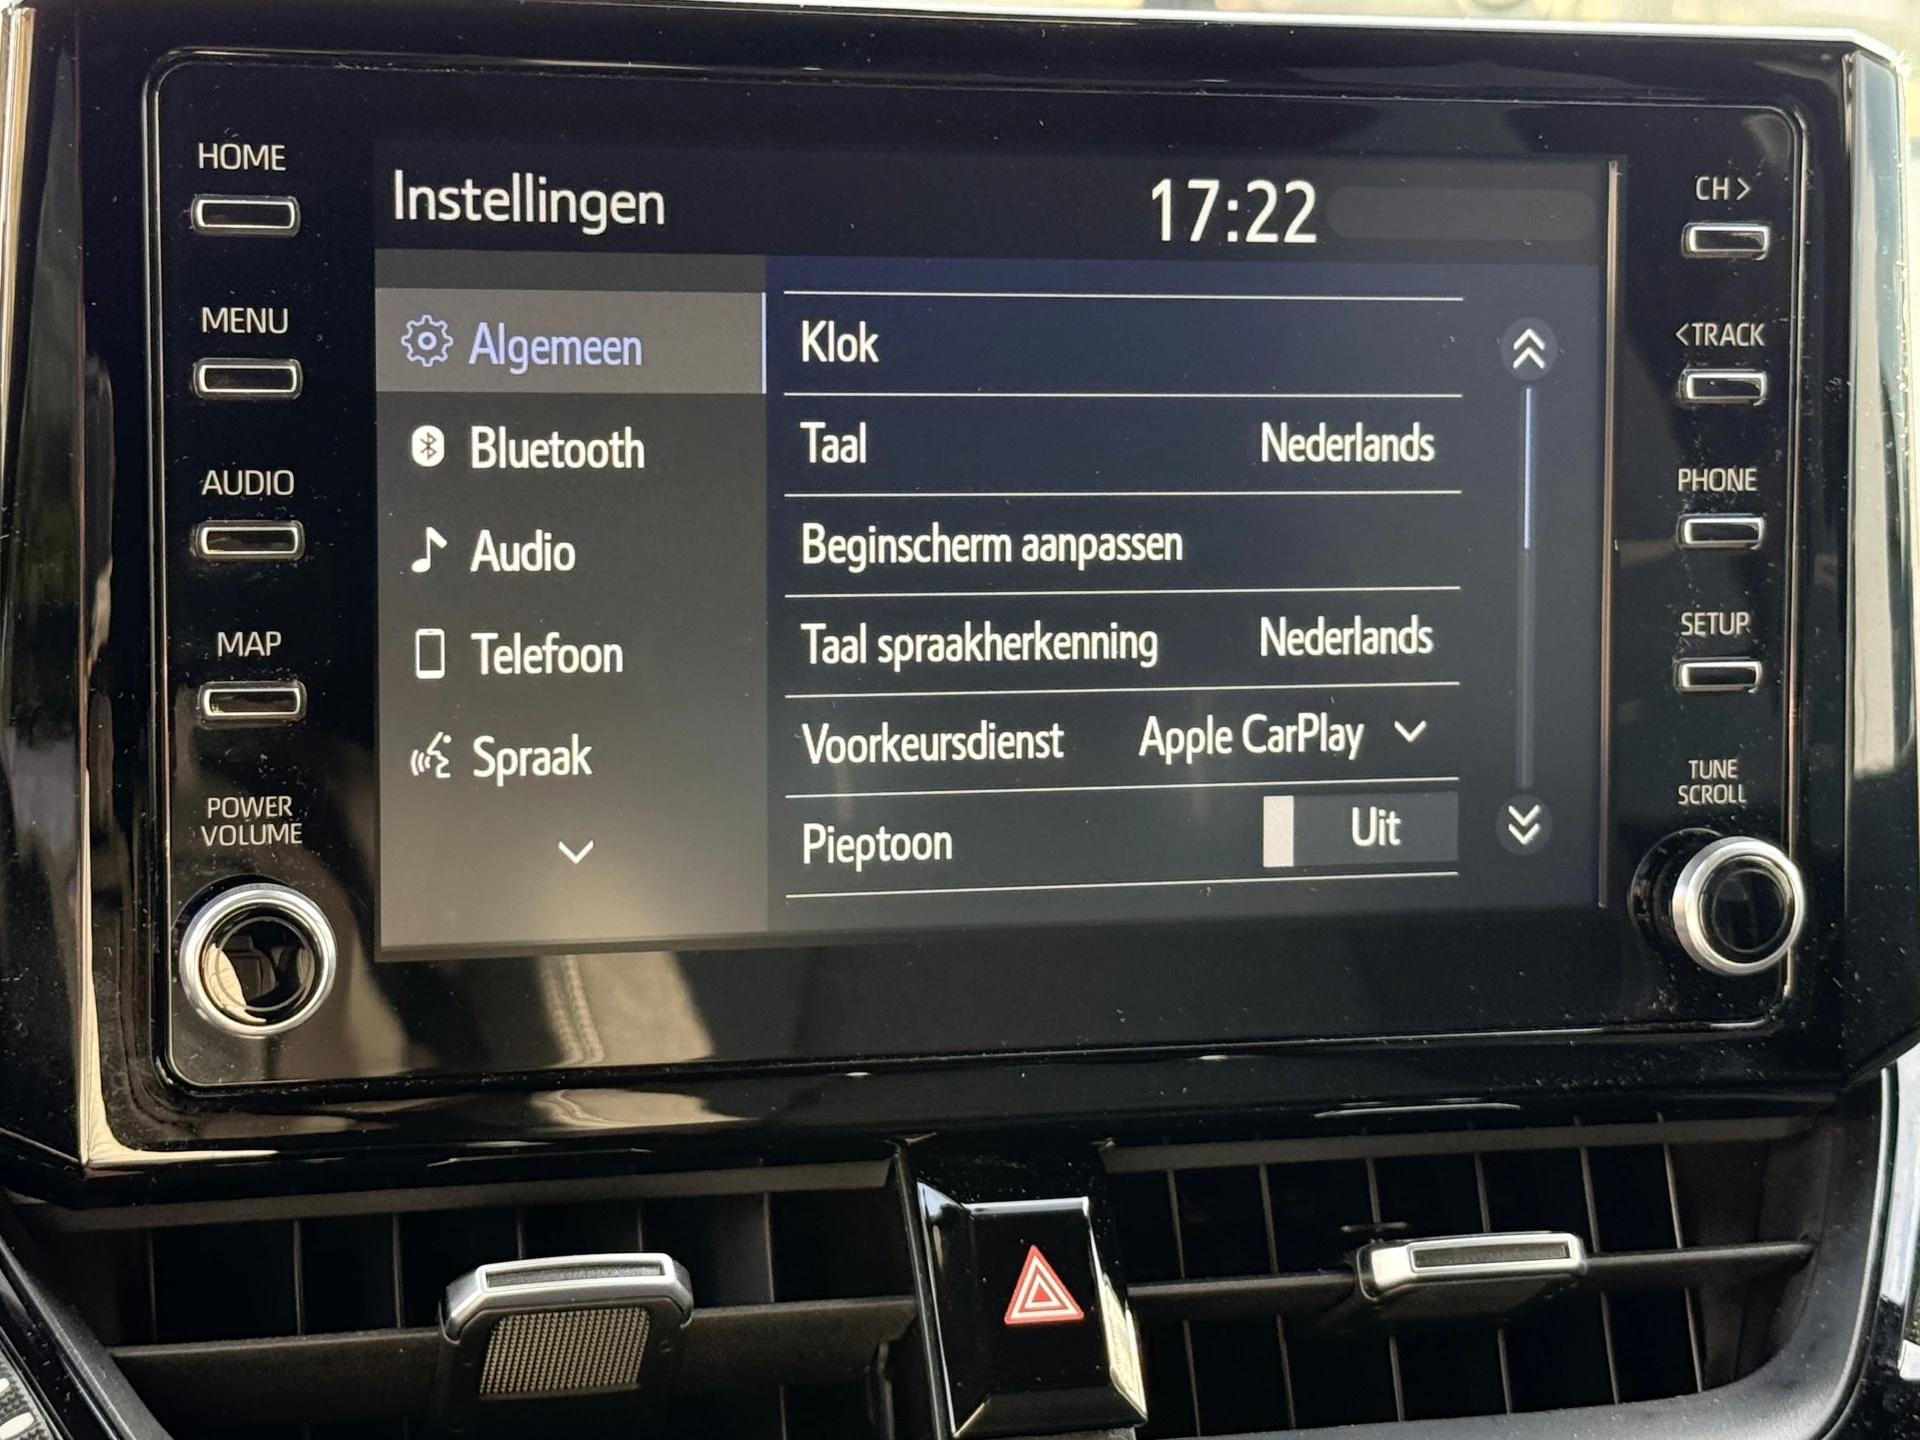 HOME
MENU
AUDIO
MAP
POWER
VOLUME
Instellingen
17:22
Algemeen
Bluetooth
Audio
Telefoon
Spraak
Klok
Taal Nederlands
Beginscherm aanpassen
Taal spraakherkenning Nederlands
Voorkeursdienst Apple CarPlay
Pieptoon Uit
CH >
< TRACK
PHONE
SETUP
TUNE
SCROLL